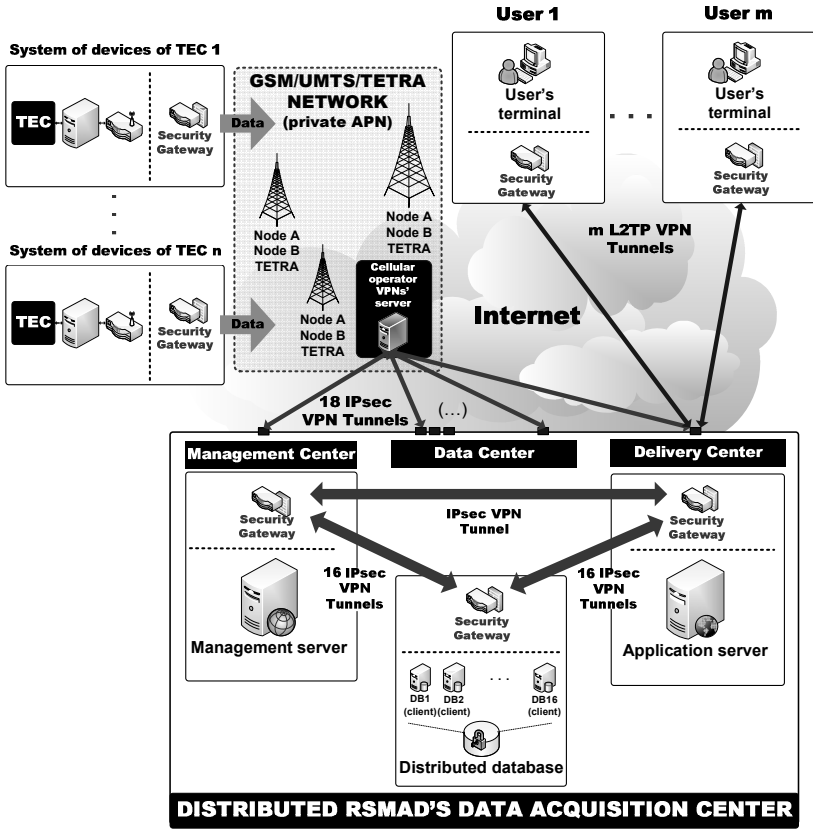 User 1
User m
System of devices of TEC 1
TEC
Security
Gateway
Data
GSM/UMTS/TETRA
NETWORK
(private APN)
User's
terminal
Security
Gateway
. . . .
User's
terminal
Security
Gateway
Node A
Node B
TETRA
Node A
Node B
TETRA
m L2TP VPN
Tunnels
System of devices of TEC n
TEC
Security
Gateway
Data
Node A
Node B
TETRA
Cellular
operator
VPNs'
server
Internet
18 IPsec
VPN Tunnels
(...)
Management Center
Data Center
Delivery Center
Security
Gateway
IPsec VPN
Tunnel
Security
Gateway
16 IPsec
VPN
Tunnels
16 IPsec
VPN
Tunnels
Security
Gateway
Management server
Application server
DB1
(client)
DB2
(client)
. . .
DB16
(client)
Distributed database
DISTRIBUTED RSMAD'S DATA ACQUISITION CENTER